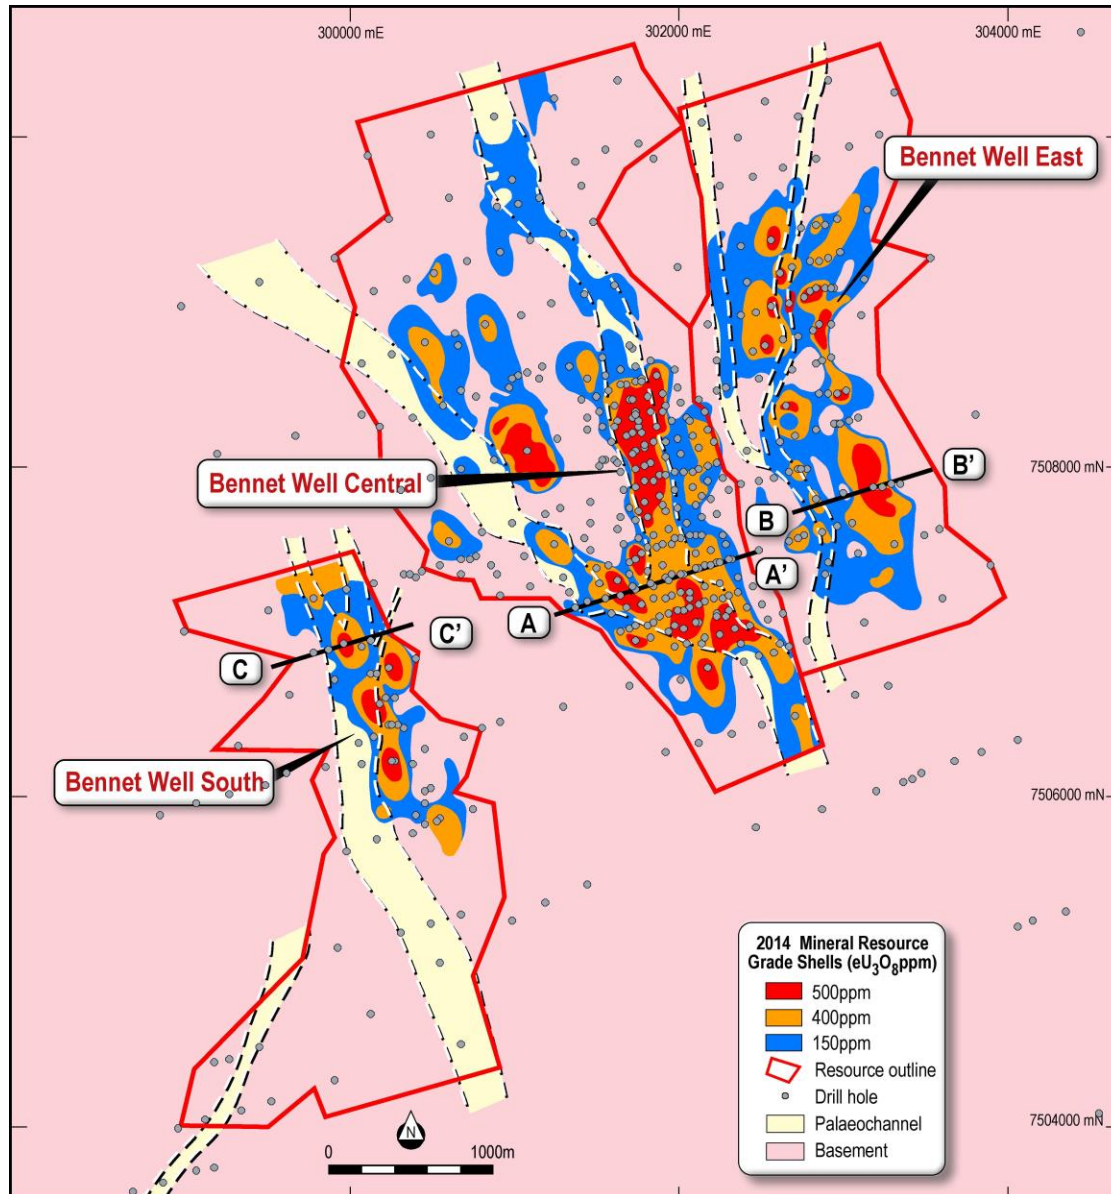 300000 mE
302000 mE
304000 mE
Bennet Well East
Bennet Well Central
7508000 mN
B'
B
A'
A
C'
C
Bennet Well South
7506000 mN
2014 Mineral Resource
Grade Shells (eU₃O₈ppm)
500ppm
400ppm
150ppm
Resource outline
Drill hole
Palaeochannel
Basement
7504000 mN
N
0
1000m